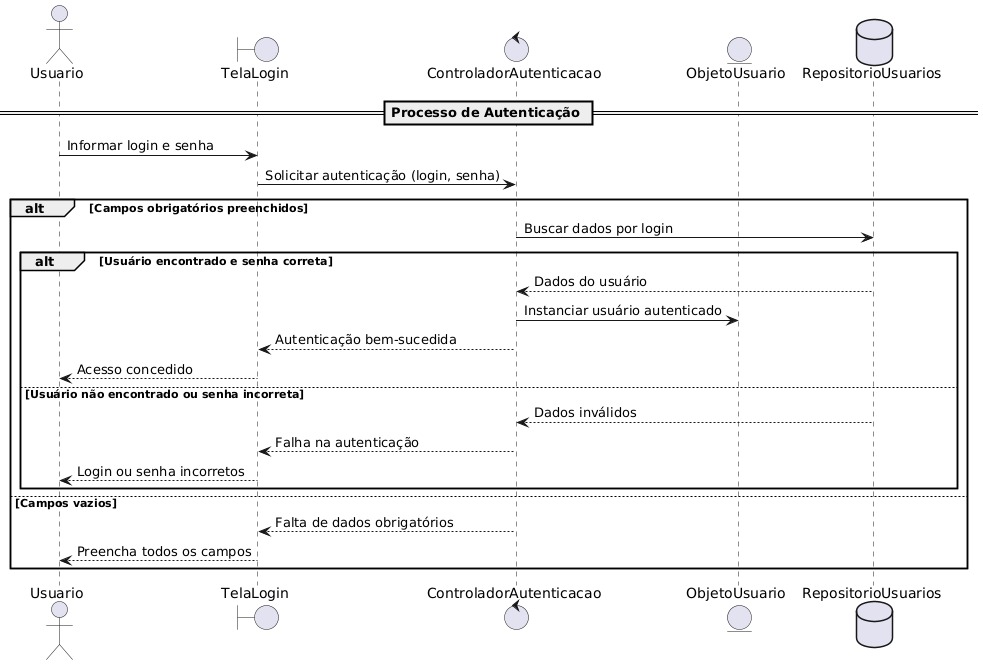 Usuario
TelaLogin
ControladorAutenticacao
ObjetoUsuario
RepositorioUsuarios
Processo de Autenticação
Informar login e senha
Solicitar autenticação (login, senha)
alt [Campos obrigatórios preenchidos]
Buscar dados por login
alt [Usuário encontrado e senha correta]
Dados do usuário
Instanciar usuário autenticado
Autenticação bem-sucedida
Acesso concedido
[Usuário não encontrado ou senha incorreta]
Dados inválidos
Falha na autenticação
Login ou senha incorretos
[Campos vazios]
Falta de dados obrigatórios
Preencha todos os campos
Usuario
TelaLogin
ControladorAutenticacao
ObjetoUsuario
RepositorioUsuarios